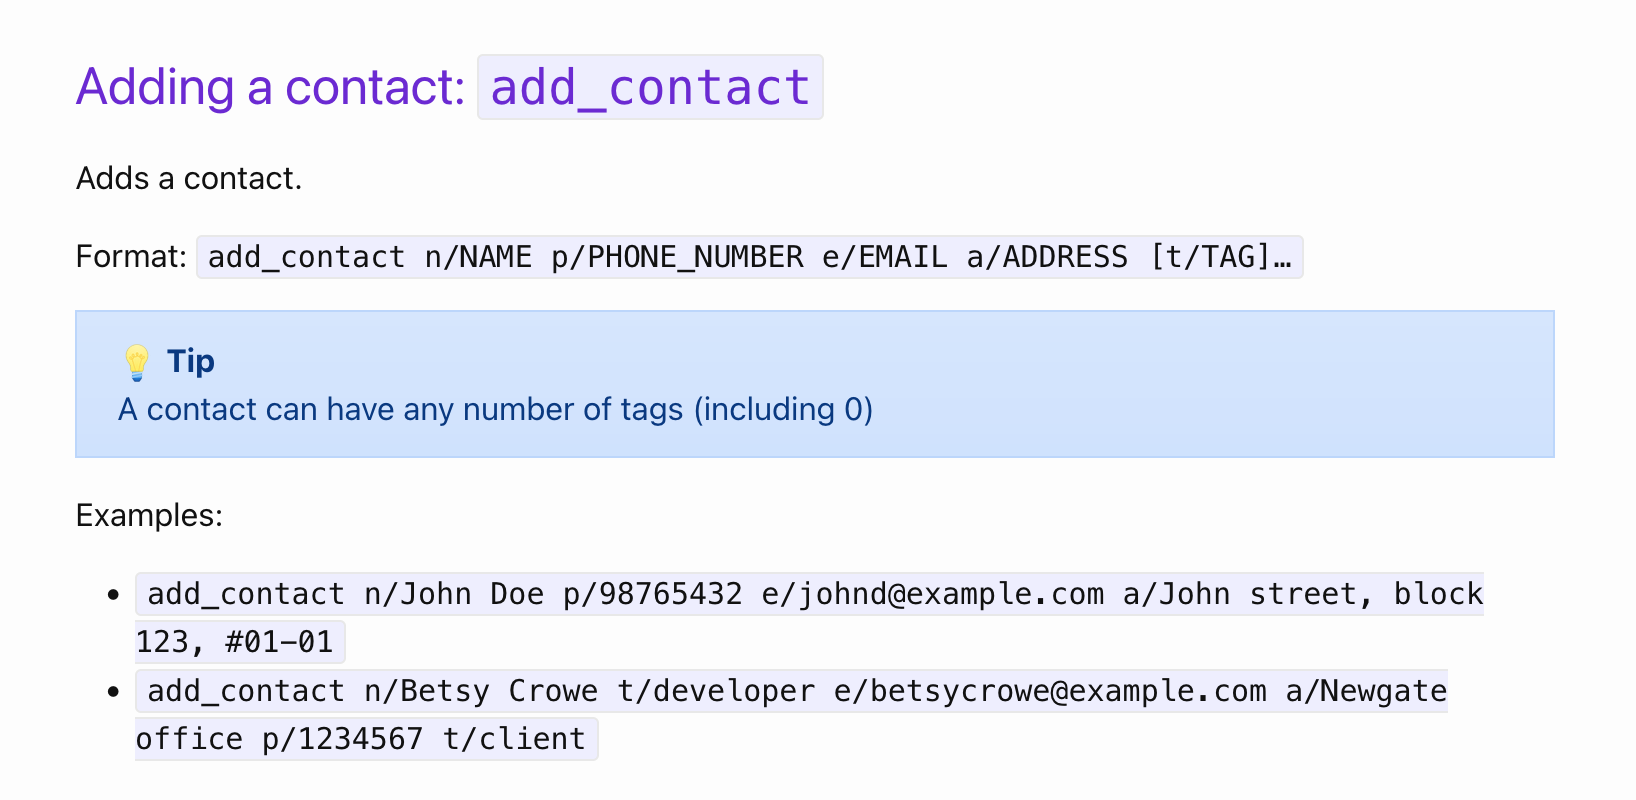 Adding a contact: add_contact
Adds a contact.
Format: add_contact n/NAME p/PHONE_NUMBER e/EMAIL a/ADDRESS [t/TAG]…
💡 Tip
A contact can have any number of tags (including 0)
Examples:
• add_contact n/John Doe p/98765432 e/johnd@example.com a/John street, block
123, #01-01
• add_contact n/Betsy Crowe t/developer e/betsycrowe@example.com a/Newgate
office p/1234567 t/client